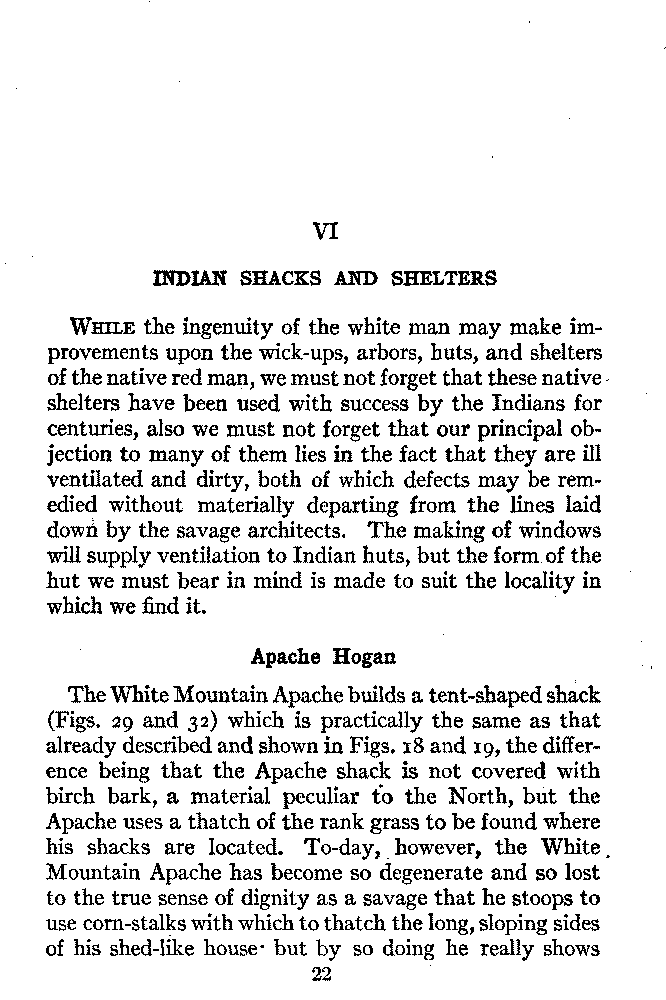 VI
INDIAN SHACKS AND SHELTERS
WHILE the ingenuity of the white man may make im-
provements upon the wick-ups, arbors, huts, and shelters
of the native red man, we must not forget that these native
shelters have been used with success by the Indians for
centuries, also we must not forget that our principal ob-
jection to many of them lies in the fact that they are ill
ventilated and dirty, both of which defects may be rem-
edied without materially departing from the lines laid
down by the savage architects. The making of windows
will supply ventilation to Indian huts, but the form of the
hut we must bear in mind is made to suit the locality in
which we find it.
Apache Hogan
The White Mountain Apache builds a tent-shaped shack
(Figs. 29 and 32) which is practically the same as that
already described and shown in Figs. 18 and 19, the differ-
ence being that the Apache shack is not covered with
birch bark, a material peculiar to the North, but the
Apache uses a thatch of the rank grass to be found where
his shacks are located. To-day, however, the White
Mountain Apache has become so degenerate and so lost
to the true sense of dignity as a savage that he stoops to
use corn-stalks with which to thatch the long, sloping sides
of his shed-like house· but by so doing he really shows
22